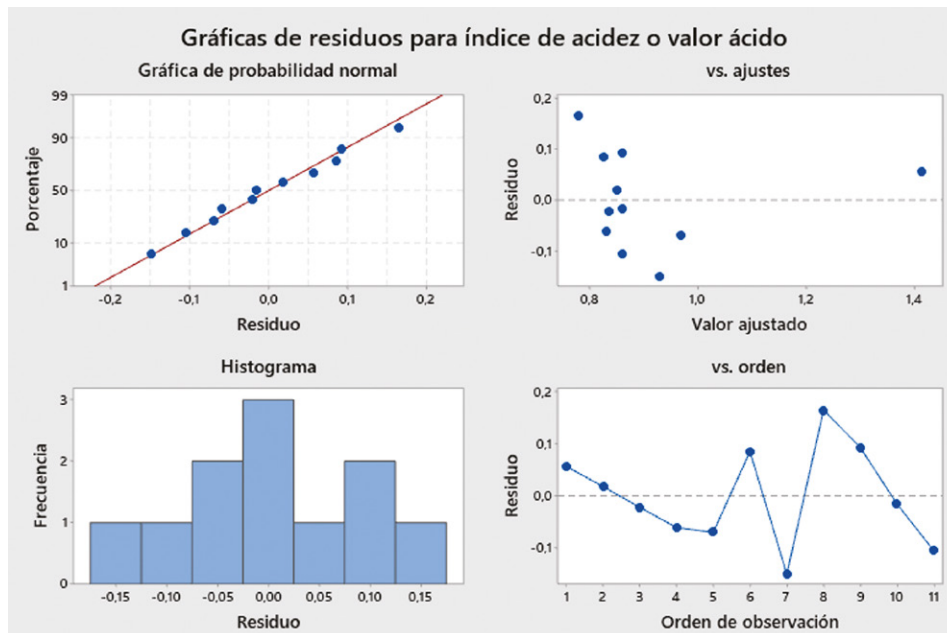 Gráficas de residuos para índice de acidez o valor ácido
Gráfica de probabilidad normal
99
90
50
10
1
Porcentaje
-0,2 -0,1 0,0 0,1 0,2
Residuo
vs. ajustes
0,2
0,1
0,0
-0,1
Residuo
0,8 1,0 1,2 1,4
Valor ajustado
Histograma
3
2
1
0
Frecuencia
-0,15 -0,10 -0,05 0,00 0,05 0,10 0,15
Residuo
vs. orden
0,2
0,1
0,0
-0,1
Residuo
1 2 3 4 5 6 7 8 9 10 11
Orden de observación